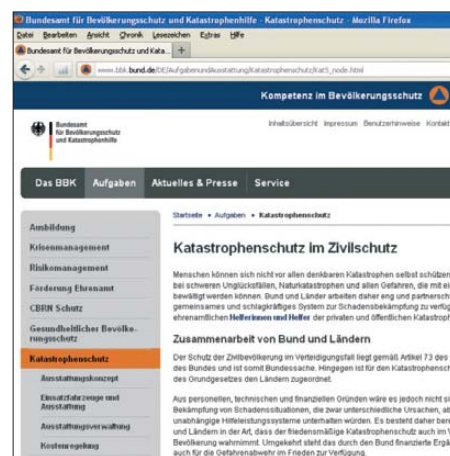 Bundesamt für Bevölkerungsschutz und Katastrophenhilfe - Katastrophenschutz - Mozilla Firefox
Datei Bearbeiten Ansicht Chronik Lesezeichen Extras Hilfe
Bundesamt für Bevölkerungsschutz und Kata... +
www.bbk.bund.de/DE/AufgabenundAusstattung/Katastrophenschutz/KatS_node.html
Kompetenz im Bevölkerungsschutz
Bundesamt
für Bevölkerungsschutz
und Katastrophenhilfe
Inhaltsübersicht Impressum Benutzerhinweise Kontakt
Das BBK Aufgaben Aktuelles & Presse Service
Startseite Aufgaben Katastrophenschutz
Ausbildung
Krisenmanagement
Risikomanagement
Förderung Ehrenamt
CBRN Schutz
Gesundheitlicher Bevölke-
rungsschutz
Katastrophenschutz
Ausstattungskonzept
Einsatzfahrzeuge und
Ausstattung
Ausstattungsverwaltung
Kostenregelung
Katastrophenschutz im Zivilschutz
Menschen können sich nicht vor allen denkbaren Katastrophen selbst schützen
bei schweren Unglücksfällen, Naturkatastrophen und allen Gefahren, die mit ei
bewältigt werden können. Bund und Länder arbeiten daher eng und partnersch
gemeinsames und schlagkräftiges System zur Schadensbekämpfung zu verfüg
ehrenamtlichen Helferinnen und Helfer der privaten und öffentlichen Katastroph
Zusammenarbeit von Bund und Ländern
Der Schutz der Zivilbevölkerung im Verteidigungsfall liegt gemäß Artikel 73 des
des Bundes und ist somit Bundessache. Hingegen ist für den Katastrophensch
des Grundgesetzes den Ländern zugeordnet.
Aus personellen, technischen und finanziellen Gründen wäre es jedoch nicht si
Bekämpfung von Schadensituationen, die zwar unterschiedliche Ursachen, ab
unabhängige Hilfeleistungssysteme unterhalten würden. Es besteht daher berei
und Ländern in der Art, dass der friedensmäßige Katastrophenschutz auch im V
Bevölkerung wahrnimmt. Umgekehrt steht das durch den Bund finanzierte Ergä
auch für die Gefahrenabwehr im Frieden zur Verfügung.